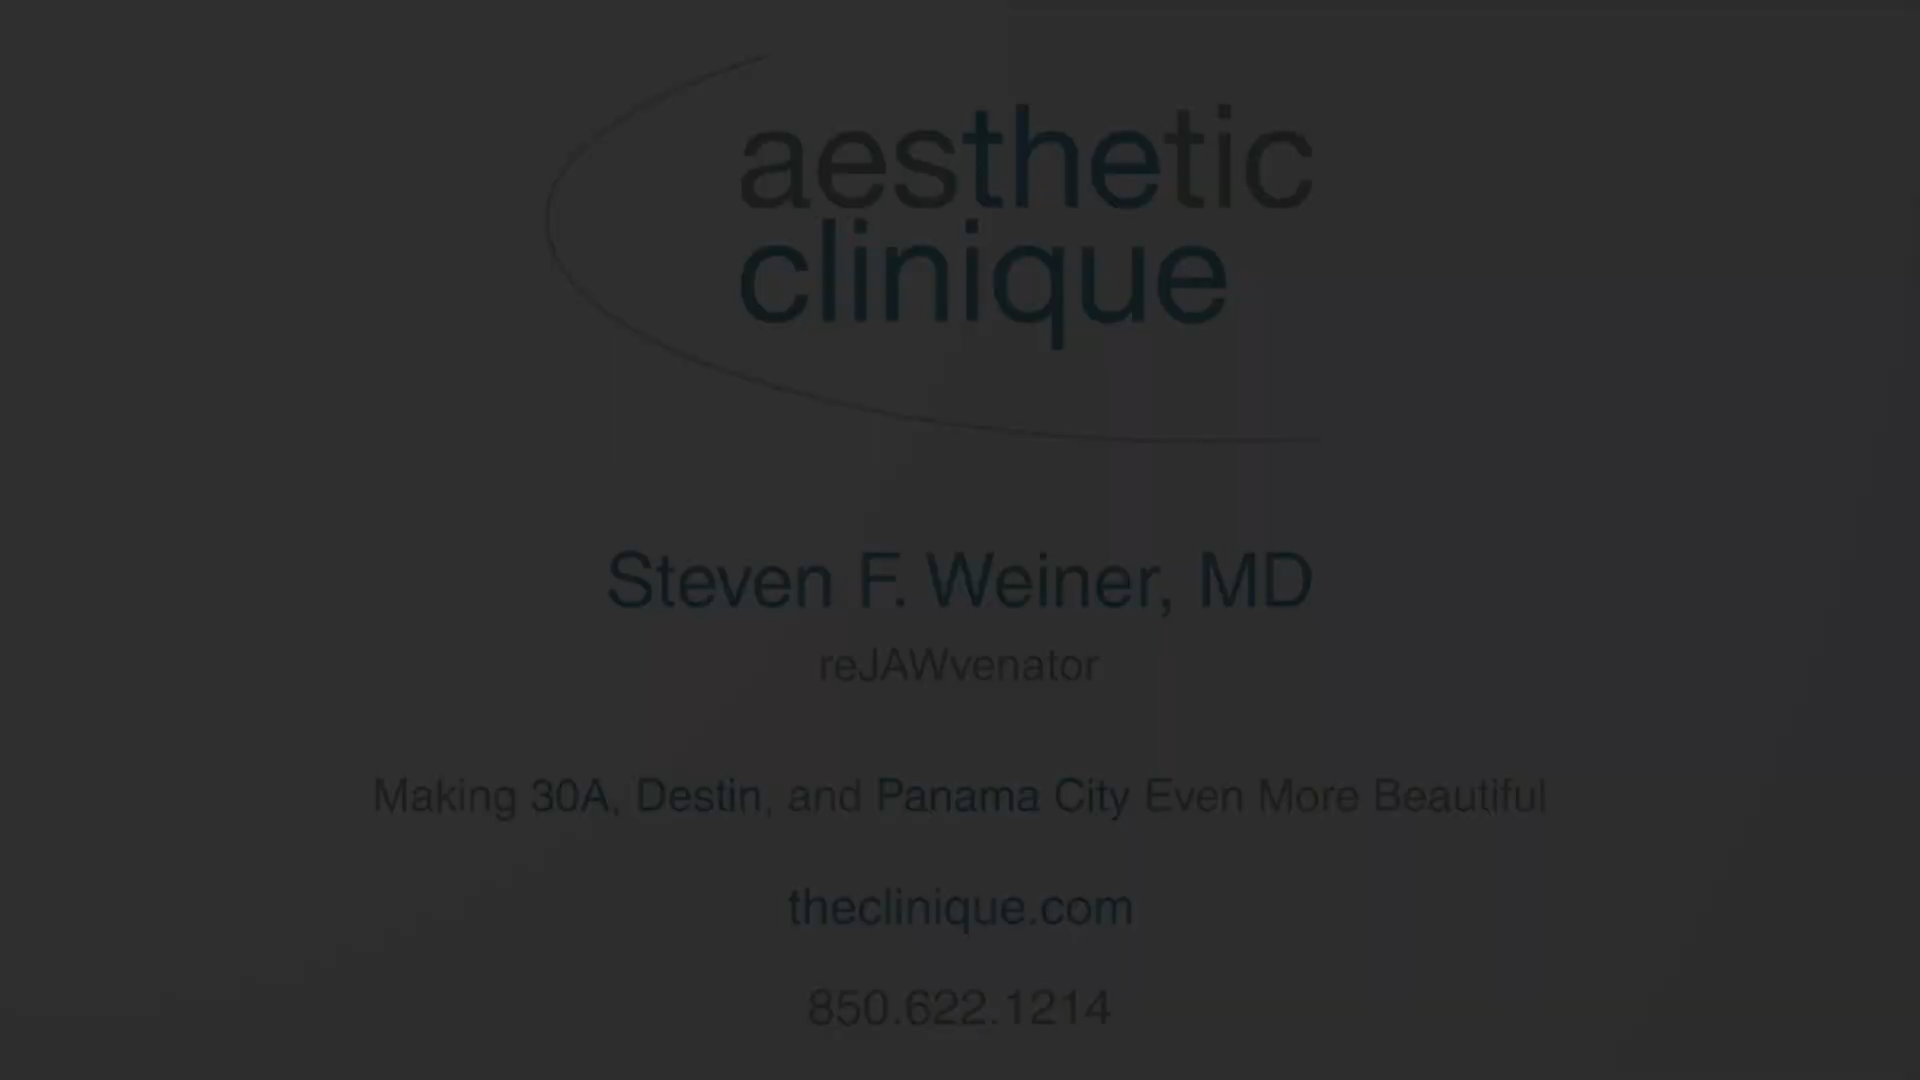 aesthetic
clinique
Steven F. Weiner, MD
reJAWvenator
Making 30A, Destin, and Panama City Even More Beautiful
theclinique.com
850.622.1214